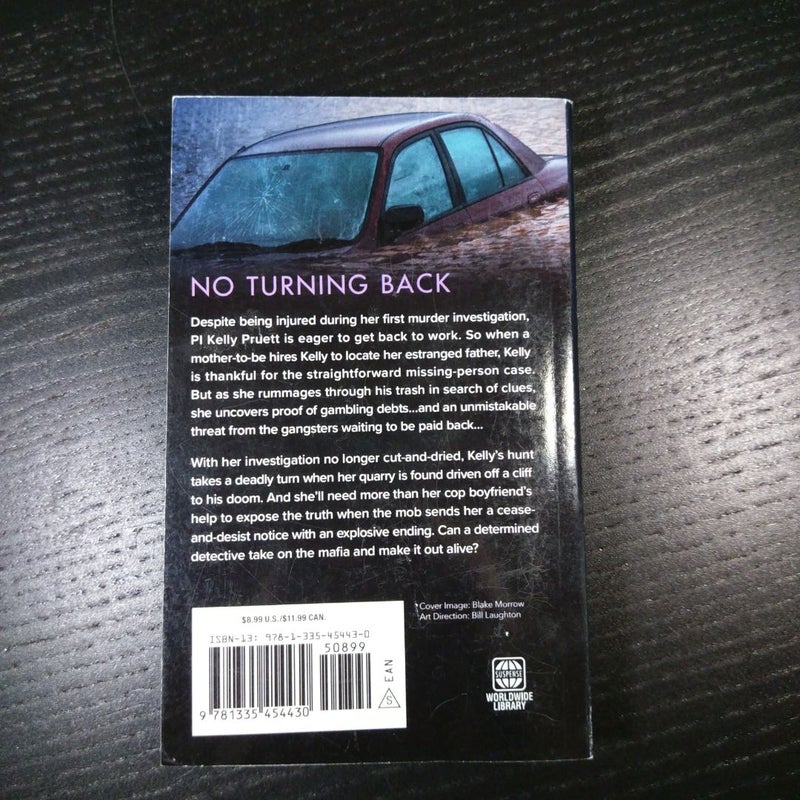 NO TURNING BACK
Despite being injured during her first murder investigation,
PI Kelly Pruett is eager to get back to work. So when a
mother-to-be hires Kelly to locate her estranged father, Kelly
is thankful for the straightforward missing-person case.
But as she rummages through his trash in search of clues,
she uncovers proof of gambling debts...and an unmistakable
threat from the gangsters waiting to be paid back...
With her investigation no longer cut-and-dried, Kelly's hunt
takes a deadly turn when her quarry is found driven off a cliff
to his doom. And she'll need more than her cop boyfriend's
help to expose the truth when the mob sends her a cease-
and-desist notice with an explosive ending. Can a determined
detective take on the mafia and make it out alive?
Cover Image: Blake Morrow
Art Direction: Bill Laughton
$8.99 U.S./$11.99 CAN.
ISBN-13: 978-1-335-45443-0
50899
EAN
S
9 781335 454430
SUSPENSE
WORLDWIDE
LIBRARY